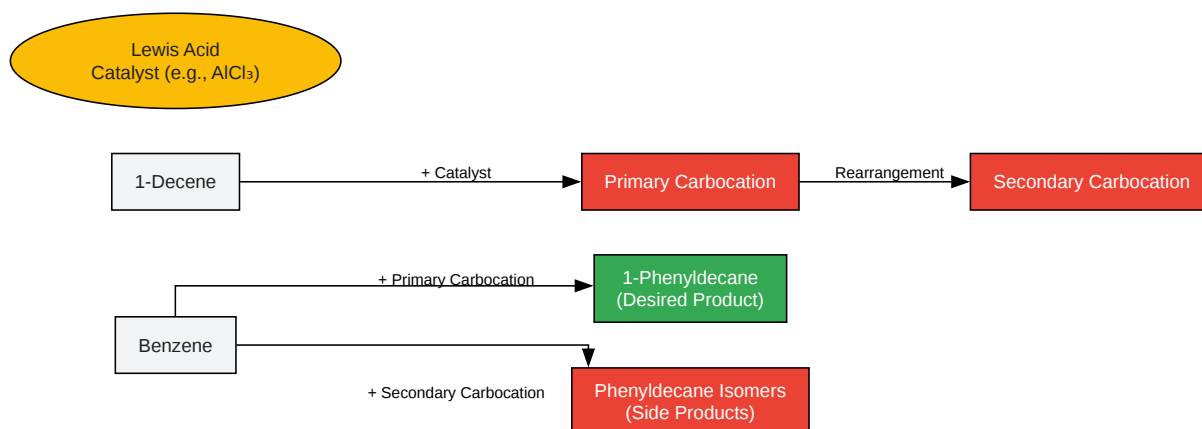 Lewis Acid
Catalyst (e.g., AlCl₃)
1-Decene
+ Catalyst
Primary Carbocation
Rearrangement
Secondary Carbocation
+ Primary Carbocation
1-Phenyldecane
(Desired Product)
Benzene
+ Secondary Carbocation
Phenyldecane Isomers
(Side Products)